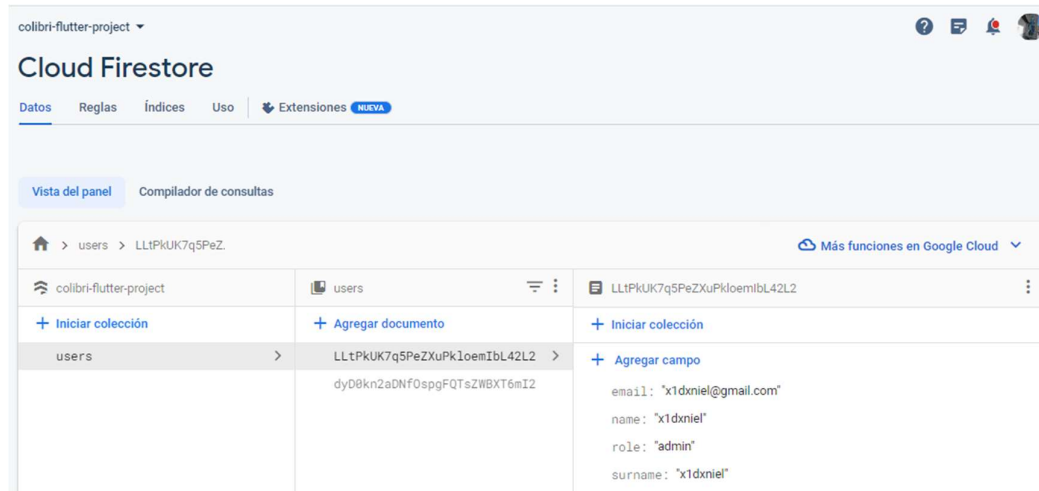 colibri-flutter-project
Cloud Firestore
Datos Reglas Índices Uso Extensiones NUEVA
Vista del panel Compilador de consultas
users > LLtPkUK7q5PeZ.
Más funciones en Google Cloud
colibri-flutter-project
users
LLtPkUK7q5PeZXuPkloemIbL42L2
+ Iniciar colección
+ Agregar documento
+ Iniciar colección
users
LLtPkUK7q5PeZXuPkloemIbL42L2
dyD0kn2aDNfOspgFQTsZWBXT6mI2
+ Agregar campo
email: "x1dxniel@gmail.com"
name: "x1dxniel"
role: "admin"
surname: "x1dxniel"